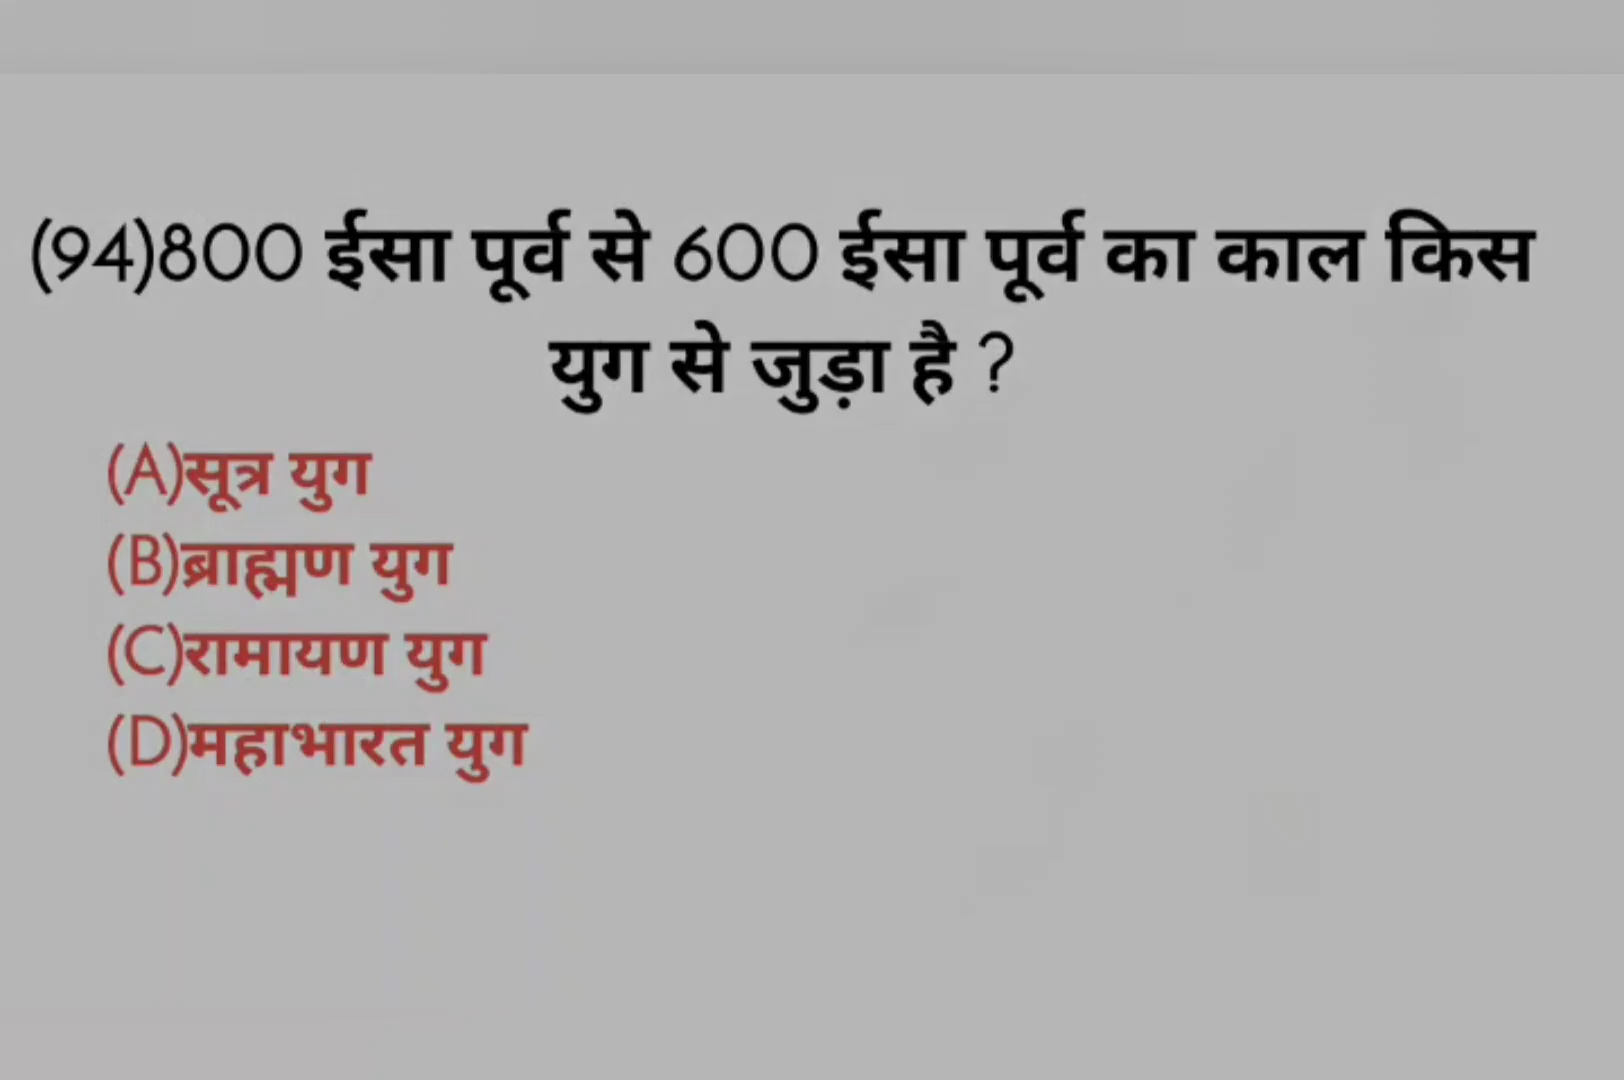 (94)800 ईसा पूर्व से 600 ईसा पूर्व का काल किस
युग से जुड़ा है ?
(A)सूत्र युग
(B)ब्राह्मण युग
(C)रामायण युग
(D)महाभारत युग